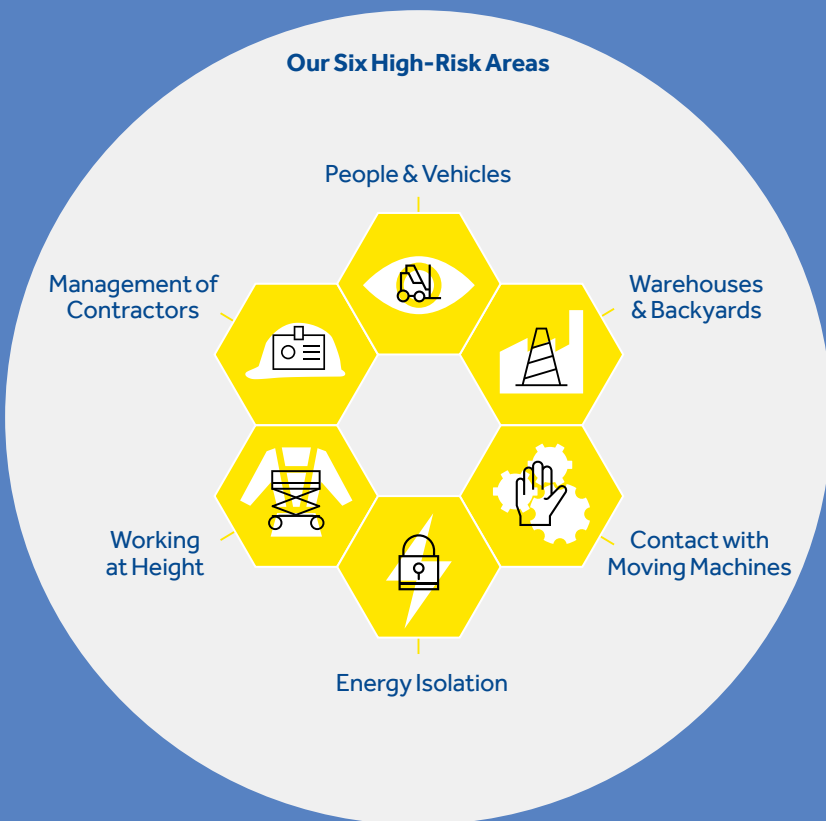 Our Six High-Risk Areas
People & Vehicles
Management of
Contractors
Warehouses
& Backyards
Working
at Height
Contact with
Moving Machines
Energy Isolation